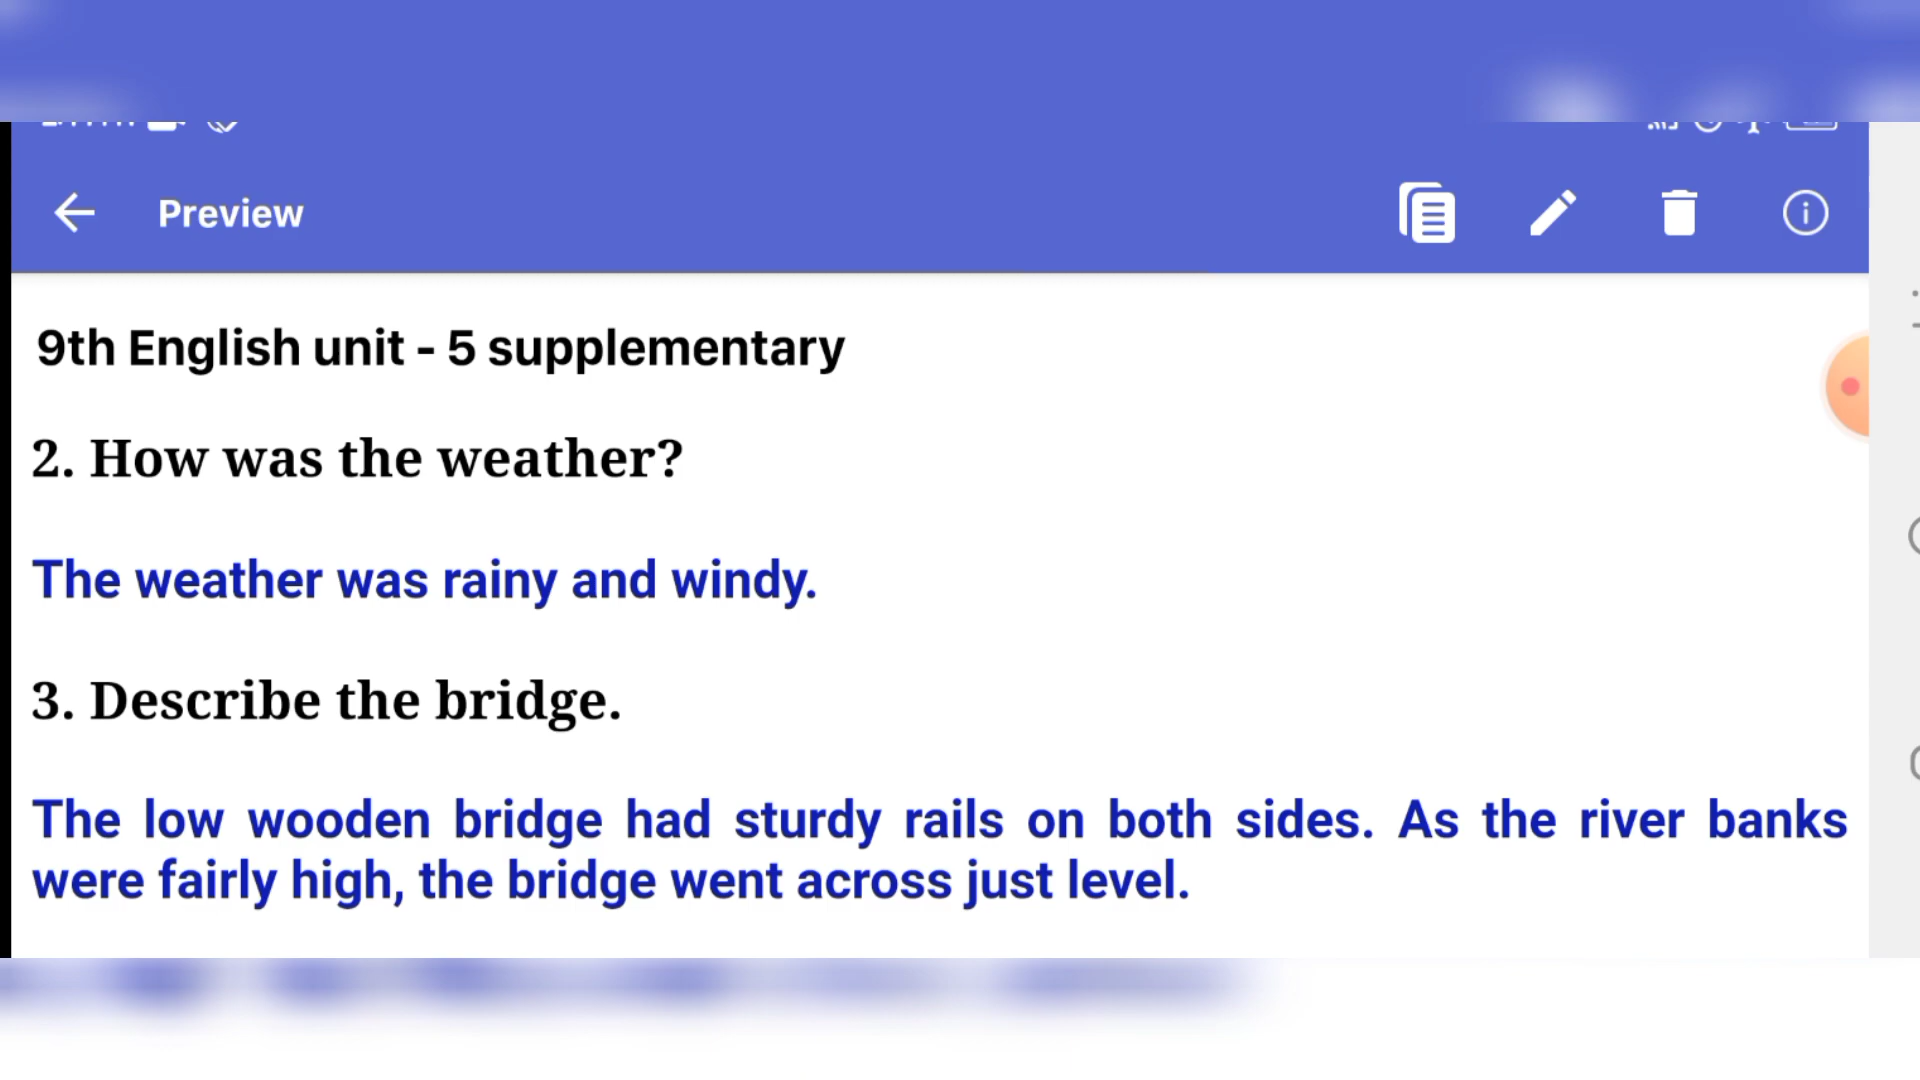 Preview
9th English unit - 5 supplementary
2. How was the weather?
The weather was rainy and windy.
3. Describe the bridge.
The low wooden bridge had sturdy rails on both sides. As the river banks
were fairly high, the bridge went across just level.